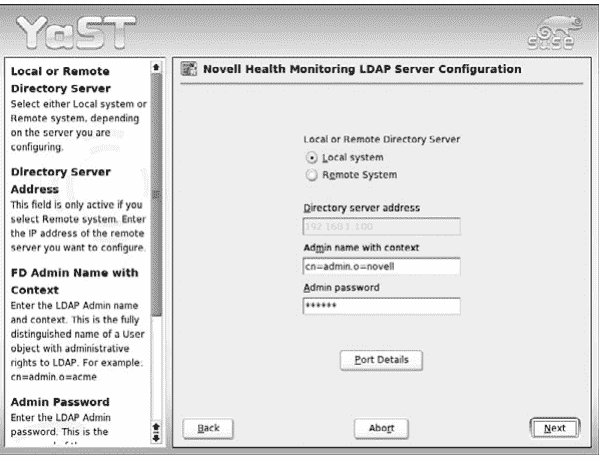 YaST
suse
Local or Remote
Directory Server
Select either Local system or
Remote system, depending
on the server you are
configuring.
Directory Server
Address
This field is only active if you
select Remote system. Enter
the IP address of the remote
server you want to configure.
FD Admin Name with
Context
Enter the LDAP Admin name
and context. This is the fully
distinguished name of a User
object with administrative
rights to LDAP. For example:
cn=admin.o=acme
Admin Password
Enter the LDAP Admin
password. This is the
Novell Health Monitoring LDAP Server Configuration
Local or Remote Directory Server
Local system
Remote System
Directory server address
192.168.1.100
Admin name with context
cn=admin.o=novell
Admin password
******
Port Details
Back
Abort
Next